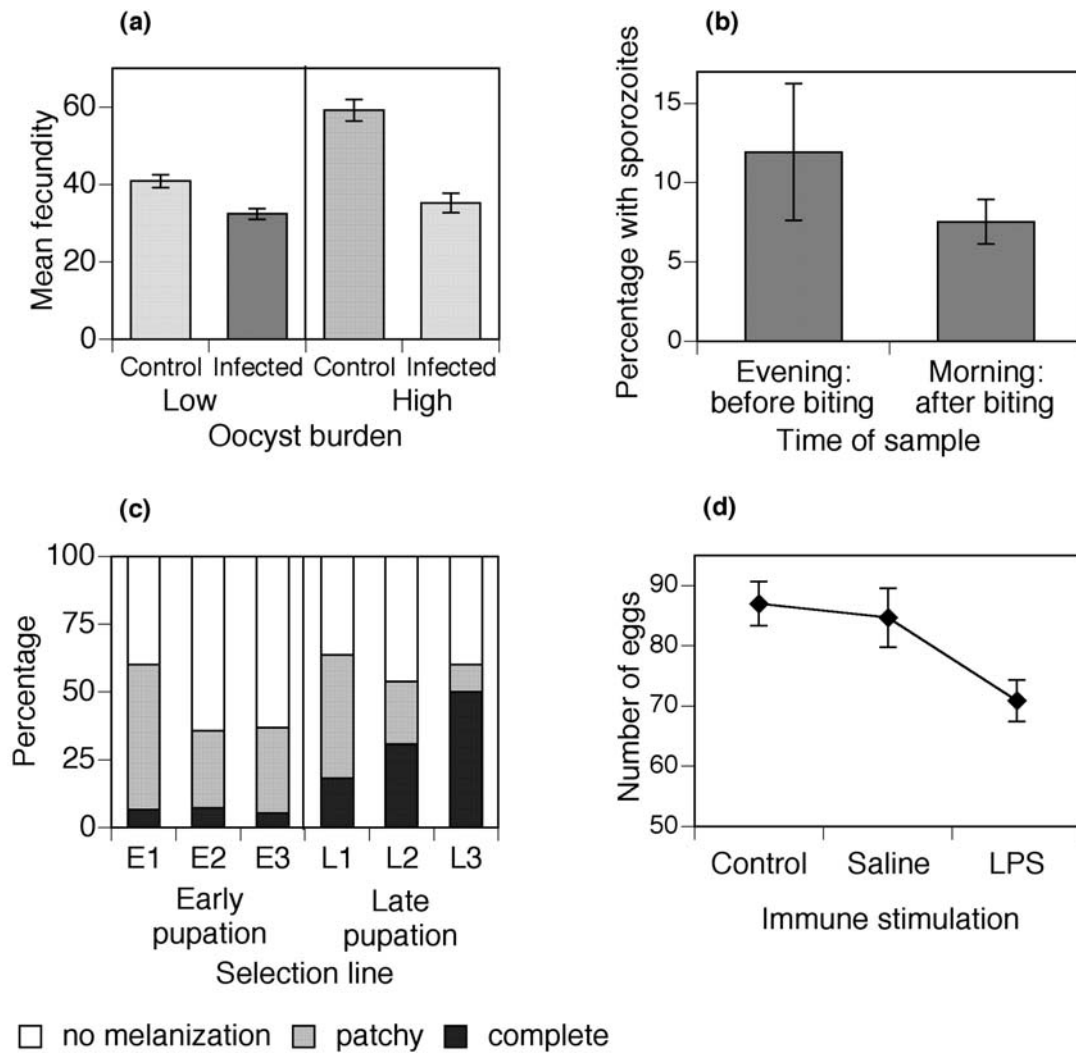 (a)
Mean fecundity
60
40
20
0
Control Infected Control Infected
Low High
Oocyst burden
(b)
Percentage with sporozoites
15
10
5
0
Evening: Morning:
before biting after biting
Time of sample
(c)
Percentage
100
75
50
25
0
E1 E2 E3 L1 L2 L3
Early Late
pupation pupation
Selection line
(d)
Number of eggs
90
80
70
60
50
Control Saline LPS
Immune stimulation
no melanization patchy complete